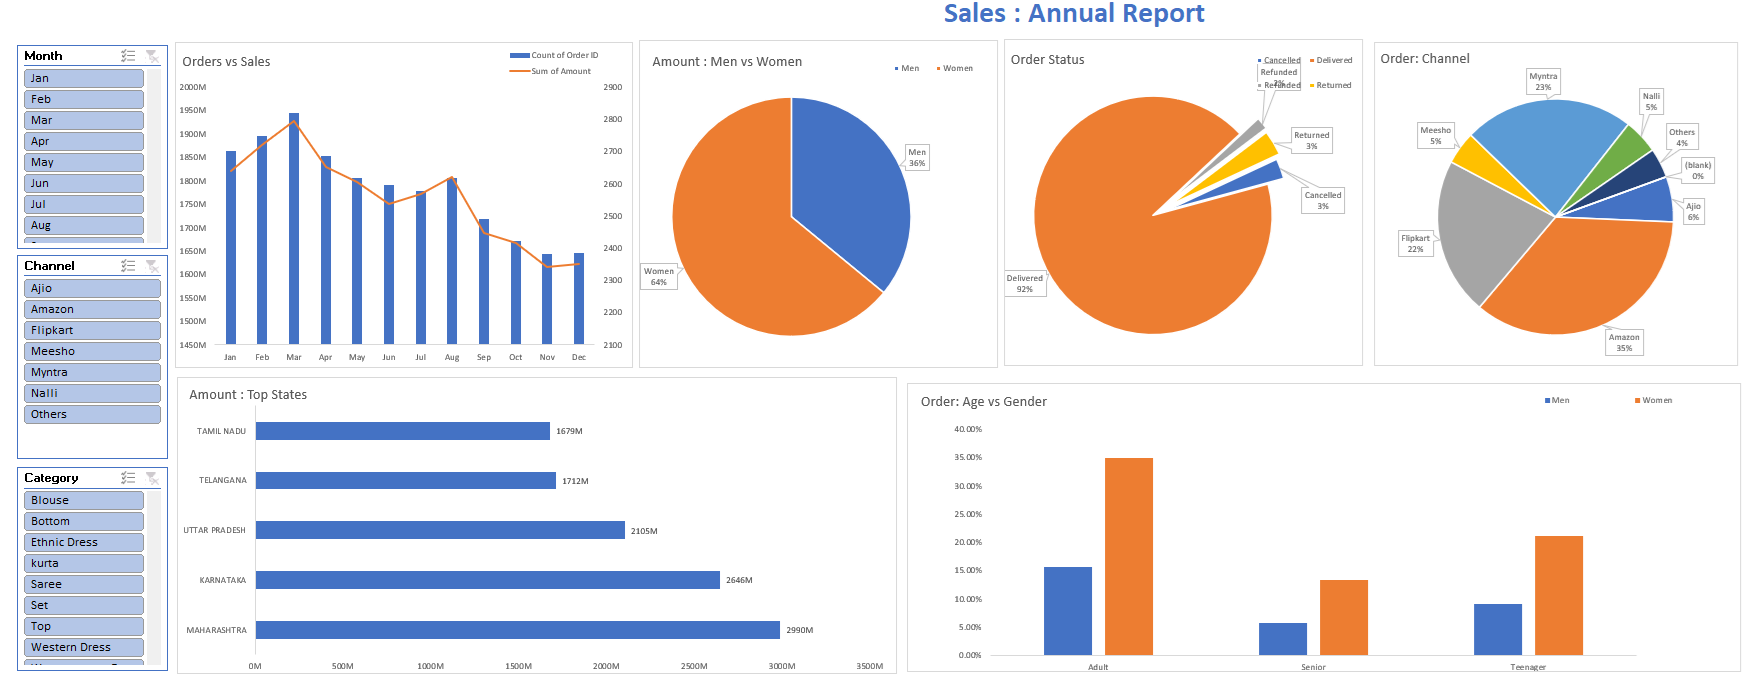 Sales : Annual Report
Month
Jan
Feb
Mar
Apr
May
Jun
Jul
Aug
Channel
Ajio
Amazon
Flipkart
Meesho
Myntra
Nalli
Others
Category
Blouse
Bottom
Ethnic Dress
kurta
Saree
Set
Top
Western Dress
Orders vs Sales
Count of Order ID
Sum of Amount
2000M
1950M
1900M
1850M
1800M
1750M
1700M
1650M
1600M
1550M
1500M
1450M
2900
2800
2700
2600
2500
2400
2300
2200
2100
Jan Feb Mar Apr May Jun Jul Aug Sep Oct Nov Dec
Amount : Men vs Women
Men Women
Men
36%
Women
64%
Order Status
Cancelled Delivered
Refunded Returned
Refunded
2%
Returned
3%
Cancelled
3%
Delivered
92%
Order: Channel
Myntra
23%
Nalli
5%
Others
4%
(blank)
0%
Ajio
6%
Amazon
35%
Flipkart
22%
Meesho
5%
Amount : Top States
TAMIL NADU 1679M
TELANGANA 1712M
UTTAR PRADESH 2105M
KARNATAKA 2646M
MAHARASHTRA 2990M
0M 500M 1000M 1500M 2000M 2500M 3000M 3500M
Order: Age vs Gender
Men Women
40.00%
35.00%
30.00%
25.00%
20.00%
15.00%
10.00%
5.00%
0.00%
Adult Senior Teenager